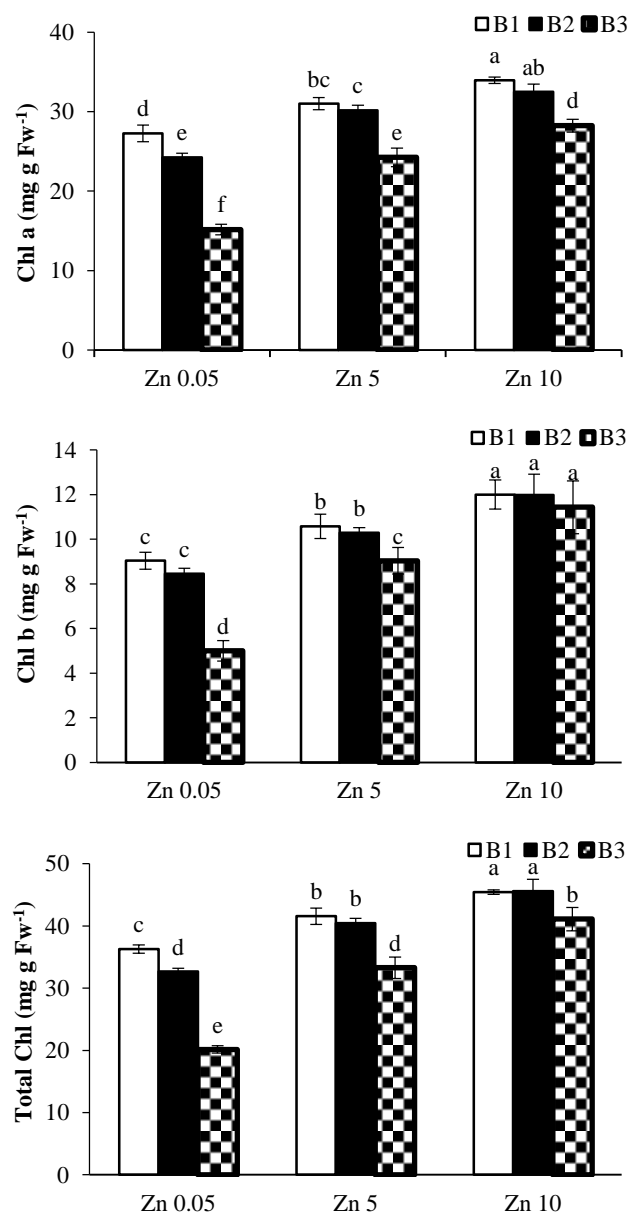 B1 B2 B3
40
30
20
10
0
Chl a (mg g Fw⁻¹)
d e f bc c e a ab d
Zn 0.05 Zn 5 Zn 10
B1 B2 B3
14
12
10
8
6
4
2
0
Chl b (mg g Fw⁻¹)
c c d b b c a a a
Zn 0.05 Zn 5 Zn 10
B1 B2 B3
50
40
30
20
10
0
Total Chl (mg g Fw⁻¹)
c d e b b d a a b
Zn 0.05 Zn 5 Zn 10